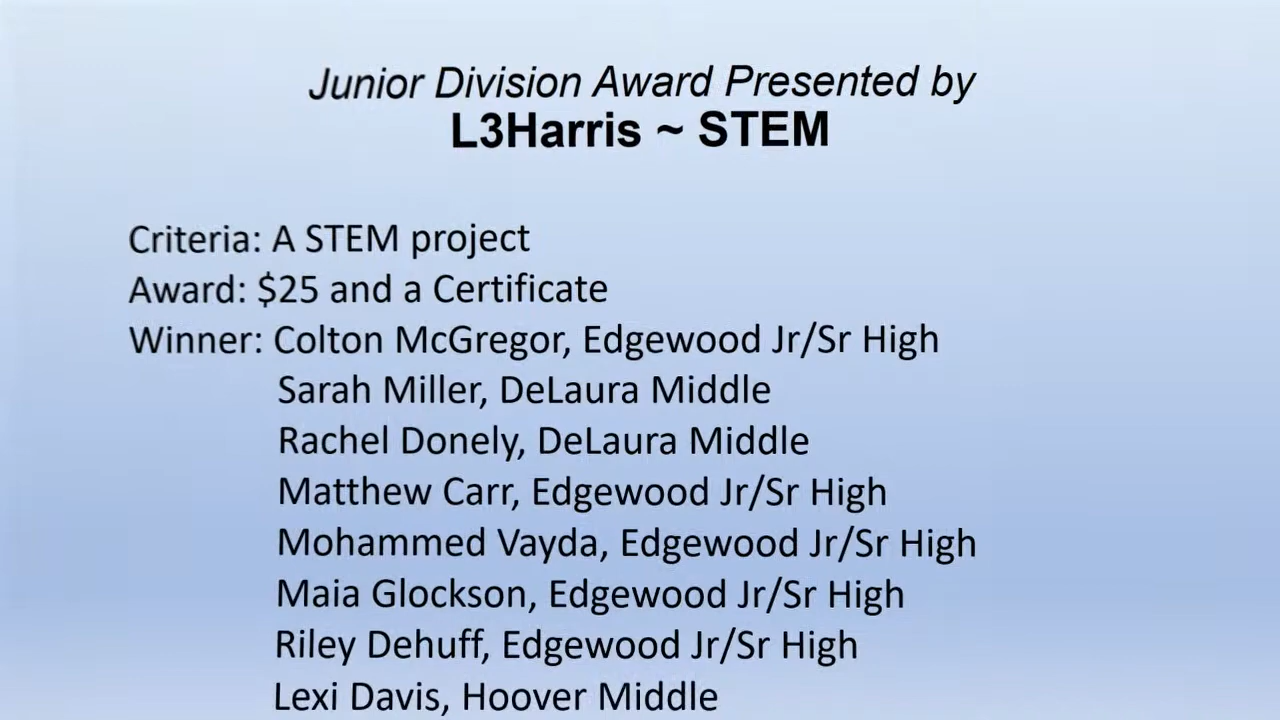 Junior Division Award Presented by
L3Harris ~ STEM
Criteria: A STEM project
Award: $25 and a Certificate
Winner: Colton McGregor, Edgewood Jr/Sr High
Sarah Miller, DeLaura Middle
Rachel Donely, DeLaura Middle
Matthew Carr, Edgewood Jr/Sr High
Mohammed Vayda, Edgewood Jr/Sr High
Maia Glockson, Edgewood Jr/Sr High
Riley Dehuff, Edgewood Jr/Sr High
Lexi Davis, Hoover Middle